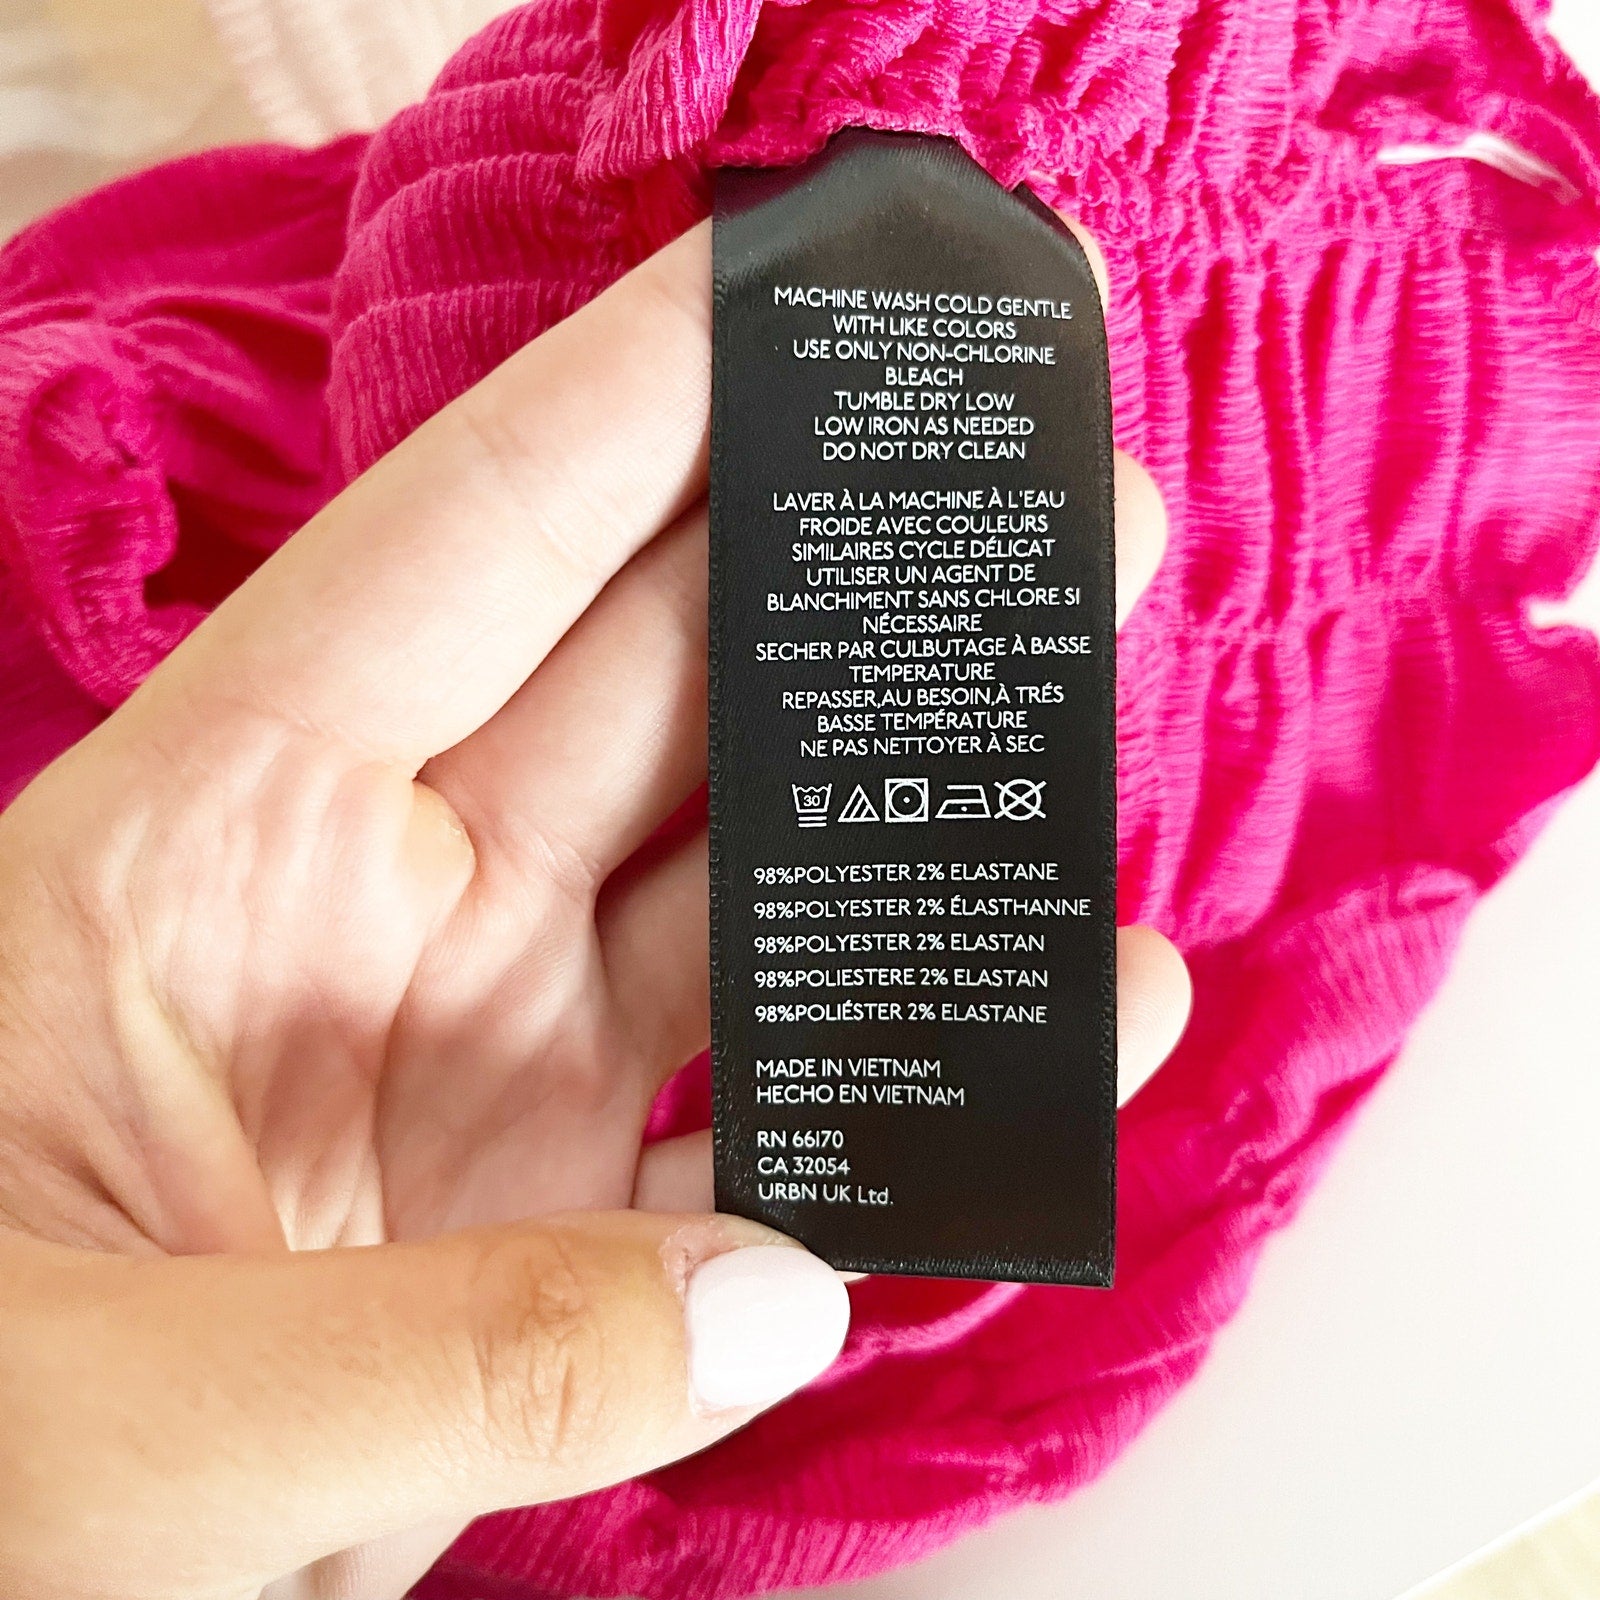 MACHINE WASH COLD GENTLE
WITH LIKE COLORS
USE ONLY NON-CHLORINE
BLEACH
TUMBLE DRY LOW
LOW IRON AS NEEDED
DO NOT DRY CLEAN
LAVER À LA MACHINE À L'EAU
FROIDE AVEC COULEURS
SIMILAIRES CYCLE DÉLICAT
UTILISER UN AGENT DE
BLANCHIMENT SANS CHLORE SI
NÉCESSAIRE
SECHER PAR CULBUTAGE À BASSE
TEMPERATURE
REPASSER,AU BESOIN,À TRÉS
BASSE TEMPÉRATURE
NE PAS NETTOYER À SEC
30
98%POLYESTER 2% ELASTANE
98%POLYESTER 2% ÉLASTHANNE
98%POLYESTER 2% ELASTAN
98%POLIESTERE 2% ELASTAN
98%POLIÉSTER 2% ELASTANE
MADE IN VIETNAM
HECHO EN VIETNAM
RN 66170
CA 32054
URBN UK Ltd.